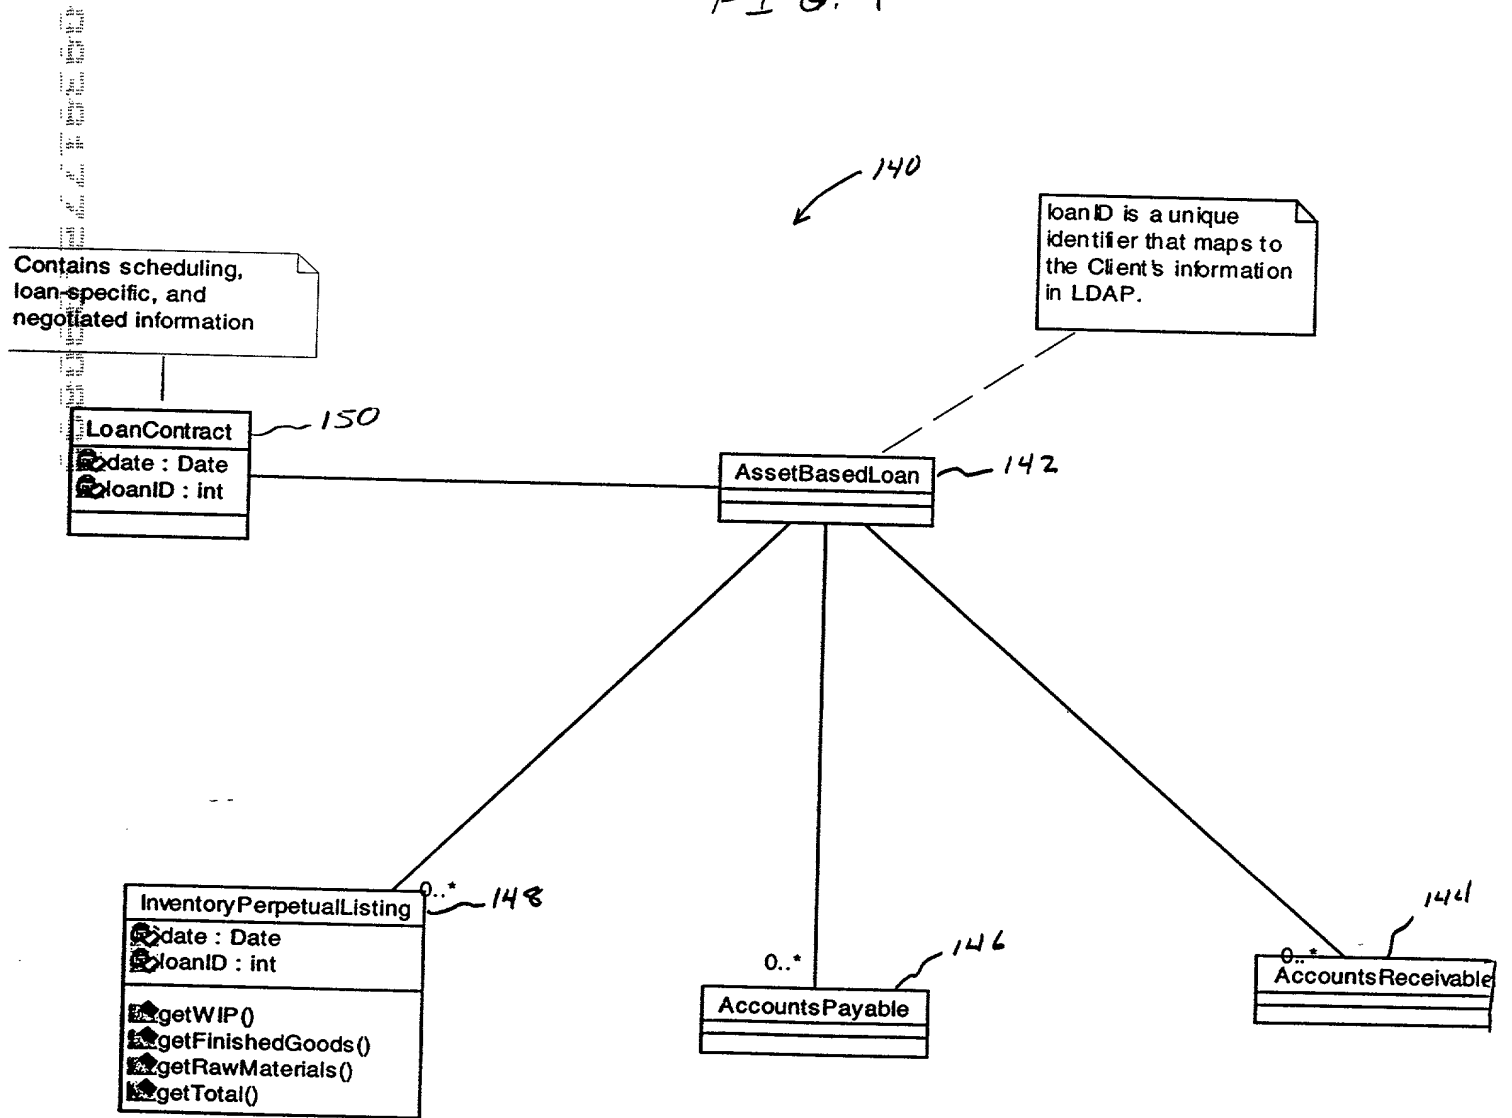 140
loanID is a unique
identifier that maps to
the Client's information
in LDAP.
Contains scheduling,
loan-specific, and
negotiated information
LoanContract
150
date : Date
loanID : int
AssetBasedLoan
142
0..*
InventoryPerpetualListing
148
date : Date
loanID : int
getWIP()
getFinishedGoods()
getRawMaterials()
getTotal()
0..*
146
AccountsPayable
144
0..*
AccountsReceivable